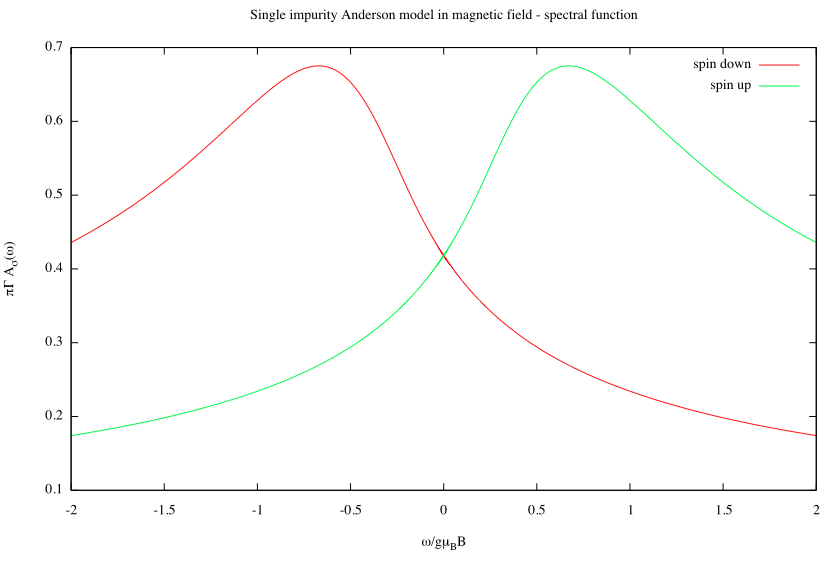 Single impurity Anderson model in magnetic field - spectral function
0.7
spin down
spin up
0.6
0.5
πΓ Aσ(ω)
0.4
0.3
0.2
0.1
-2 -1.5 -1 -0.5 0 0.5 1 1.5 2
ω/gμBB